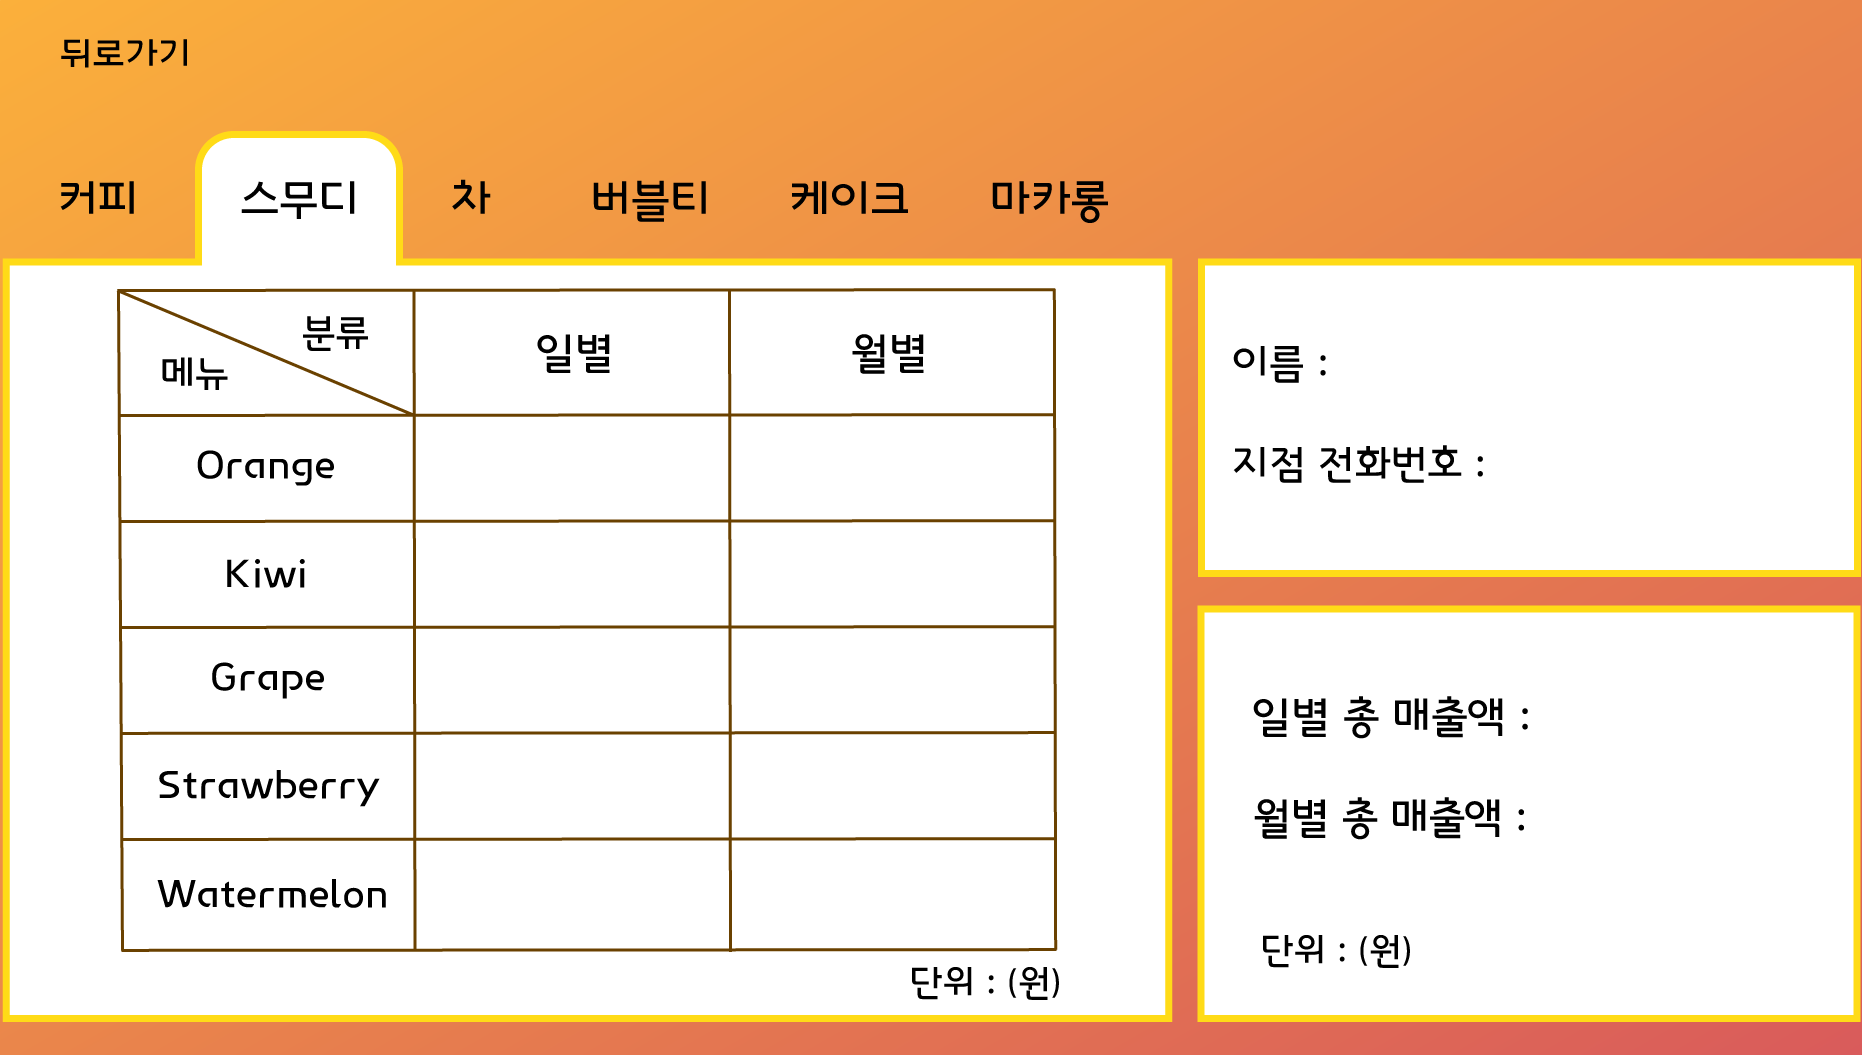 뒤로가기
커피 스무디 차 버블티 케이크 마카롱
분류
메뉴
일별 월별
Orange
Kiwi
Grape
Strawberry
Watermelon
단위 : (원)
이름 :
지점 전화번호 :
일별 총 매출액 :
월별 총 매출액 :
단위 : (원)